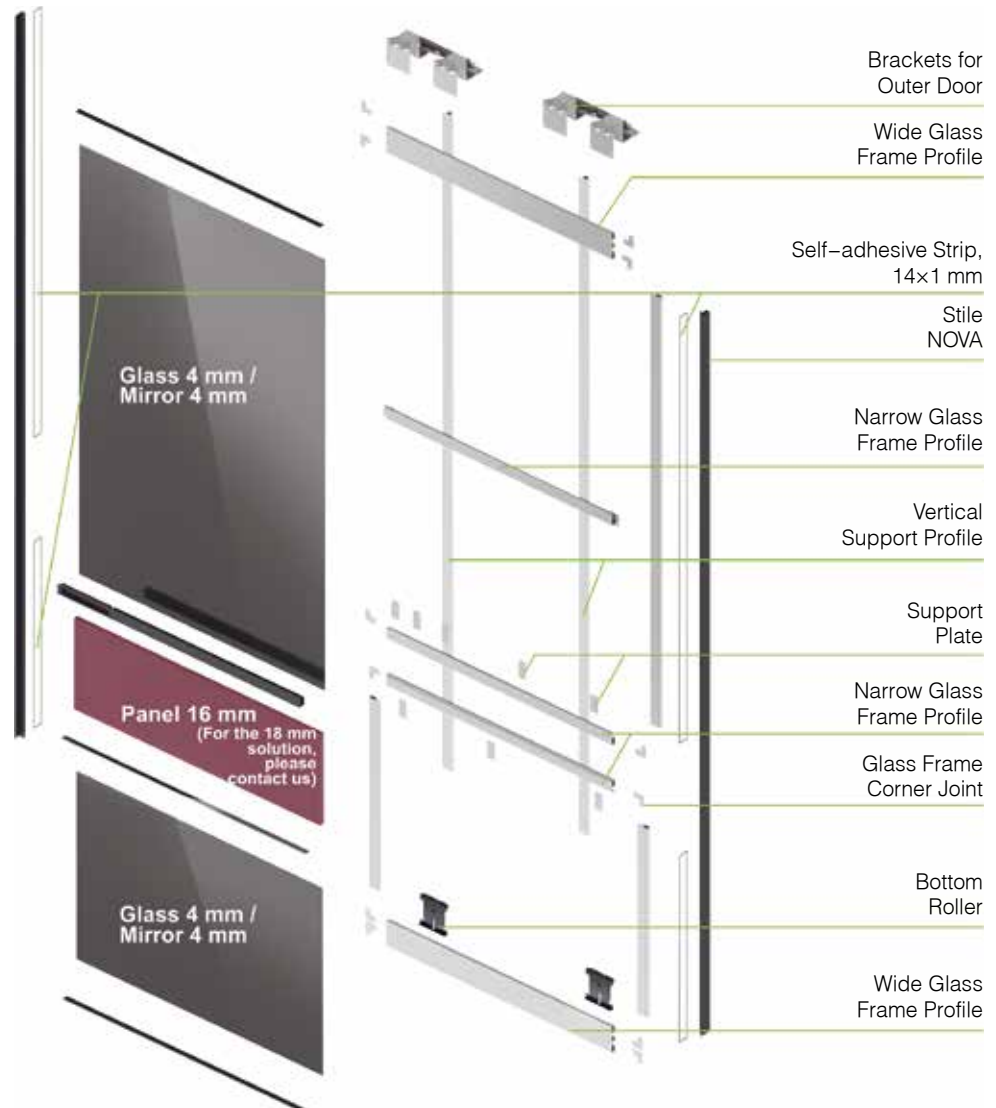 Brackets for
Outer Door
Wide Glass
Frame Profile
Self-adhesive Strip,
14×1 mm
Stile
NOVA
Glass 4 mm /
Mirror 4 mm
Narrow Glass
Frame Profile
Vertical
Support Profile
Support
Plate
Narrow Glass
Frame Profile
Panel 16 mm
(For the 18 mm
solution,
please
contact us)
Glass Frame
Corner Joint
Bottom
Roller
Glass 4 mm /
Mirror 4 mm
Wide Glass
Frame Profile